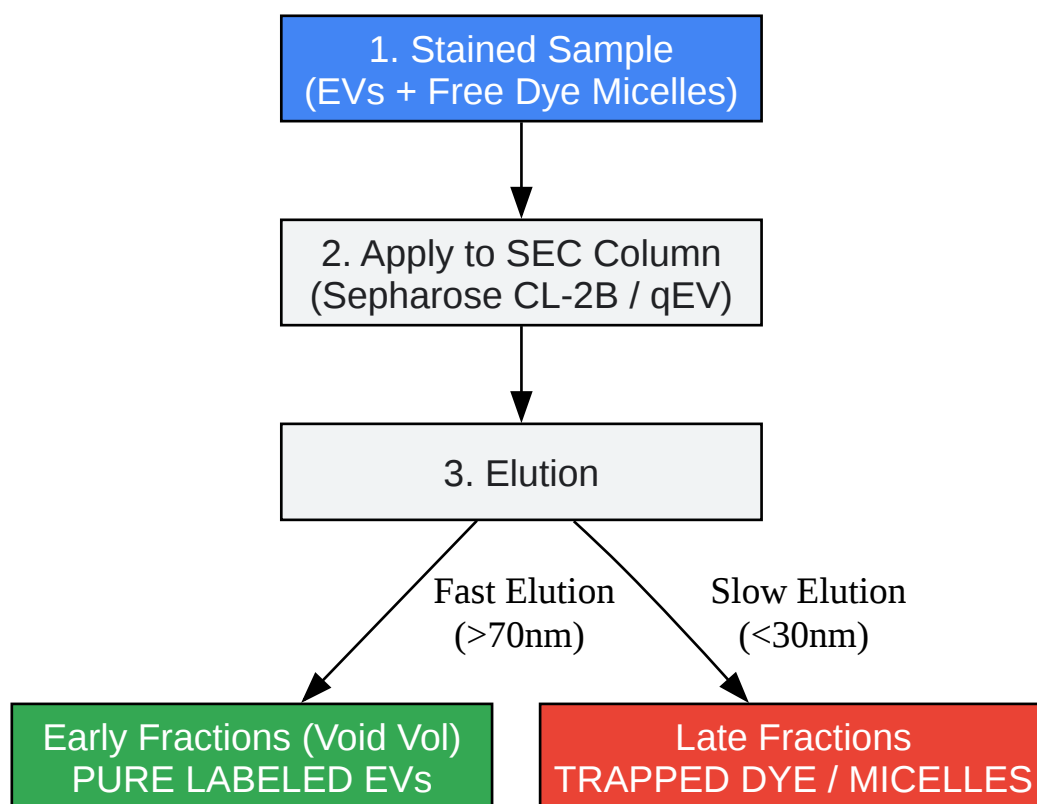 1. Stained Sample
(EVs + Free Dye Micelles)
2. Apply to SEC Column
(Sepharose CL-2B / qEV)
3. Elution
Fast Elution
(>70nm)
Slow Elution
(<30nm)
Early Fractions (Void Vol)
PURE LABELED EVs
Late Fractions
TRAPPED DYE / MICELLES